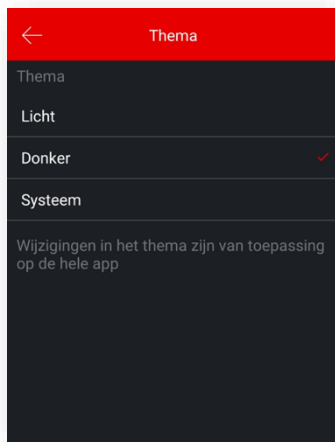 Thema
Thema
Licht
Donker
Systeem
Wijzigingen in het thema zijn van toepassing
op de hele app